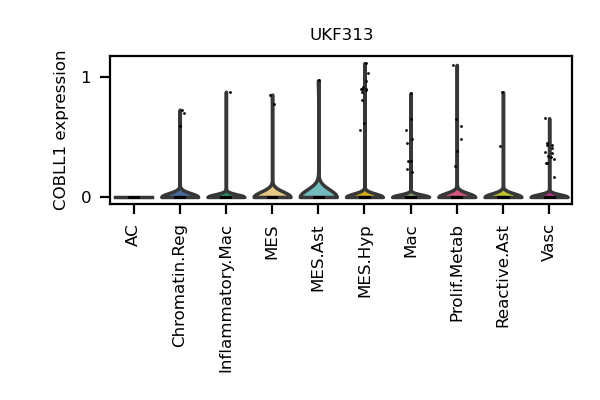 UKF313
COBLL1 expression
1
0
AC
Chromatin.Reg
Inflammatory.Mac
MES
MES.Ast
MES.Hyp
Mac
Prolif.Metab
Reactive.Ast
Vasc